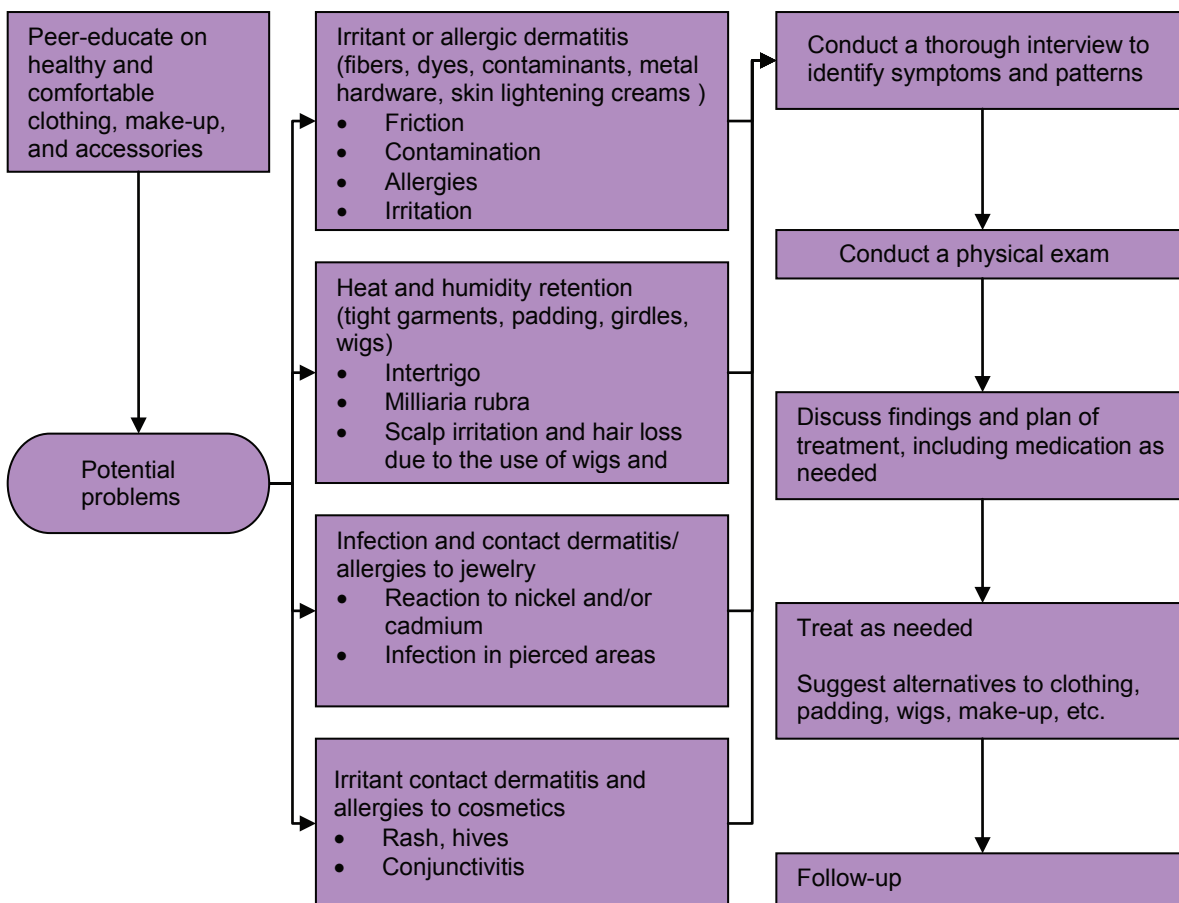 Peer-educate on
healthy and
comfortable
clothing, make-up,
and accessories
Potential
problems
Irritant or allergic dermatitis
(fibers, dyes, contaminants, metal
hardware, skin lightening creams )
• Friction
• Contamination
• Allergies
• Irritation
Heat and humidity retention
(tight garments, padding, girdles,
wigs)
• Intertrigo
• Milliaria rubra
• Scalp irritation and hair loss
due to the use of wigs and
Infection and contact dermatitis/
allergies to jewelry
• Reaction to nickel and/or
cadmium
• Infection in pierced areas
Irritant contact dermatitis and
allergies to cosmetics
• Rash, hives
• Conjunctivitis
Conduct a thorough interview to
identify symptoms and patterns
Conduct a physical exam
Discuss findings and plan of
treatment, including medication as
needed
Treat as needed
Suggest alternatives to clothing,
padding, wigs, make-up, etc.
Follow-up